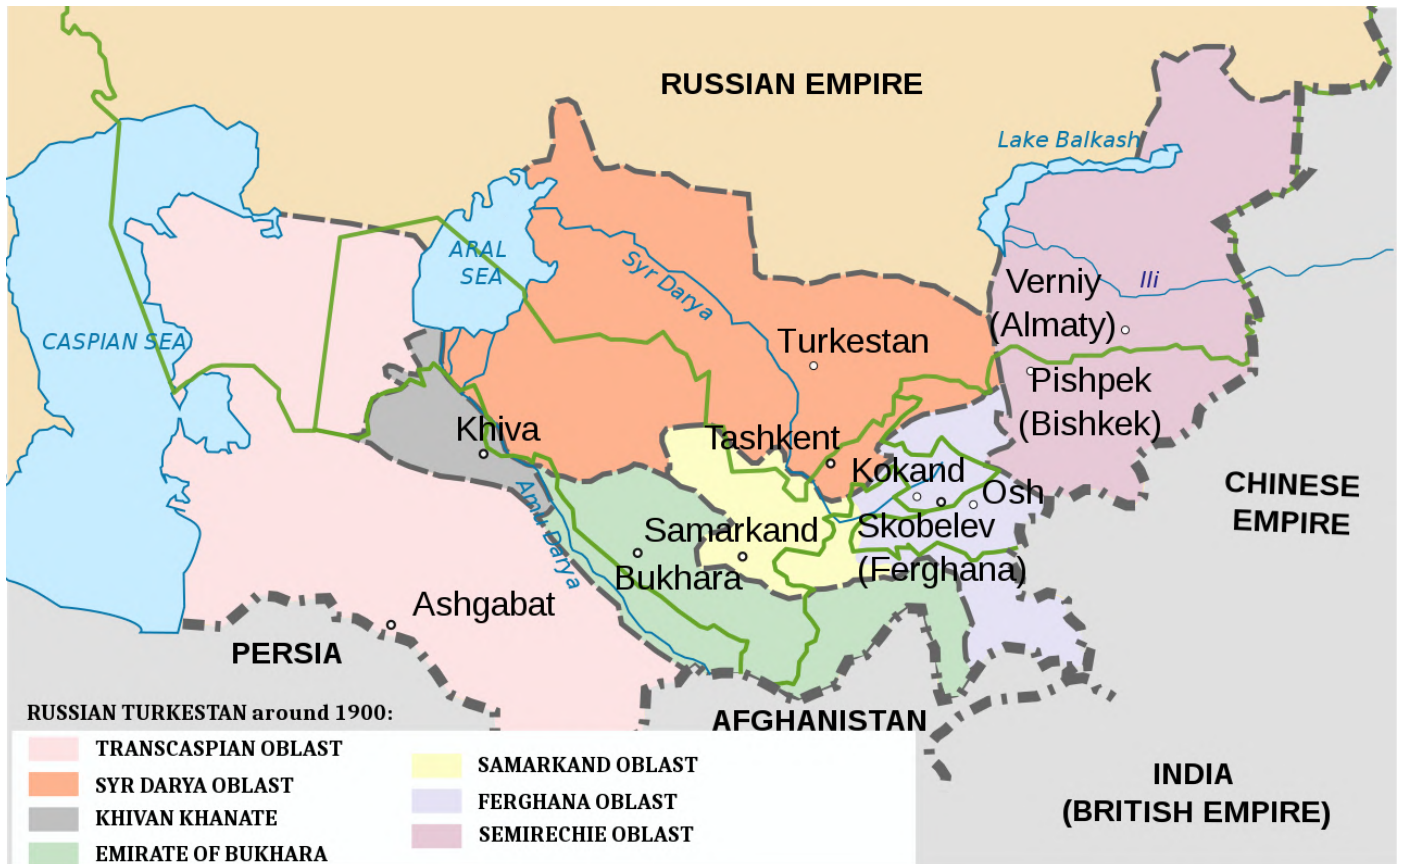 RUSSIAN EMPIRE
Lake Balkash
ARAL
SEA
Syr Darya
Verniy
(Almaty)
Ili
CASPIAN SEA
Turkestan
Pishpek
(Bishkek)
Khiva
Tashkent
Kokand
Osh
CHINESE
EMPIRE
Amu Darya
Samarkand
Skobelev
(Ferghana)
Bukhara
Ashgabat
PERSIA
AFGHANISTAN
INDIA
(BRITISH EMPIRE)
RUSSIAN TURKESTAN around 1900:
TRANSCASPIAN OBLAST
SYR DARYA OBLAST
KHIVAN KHANATE
EMIRATE OF BUKHARA
SAMARKAND OBLAST
FERGHANA OBLAST
SEMIRECHIE OBLAST